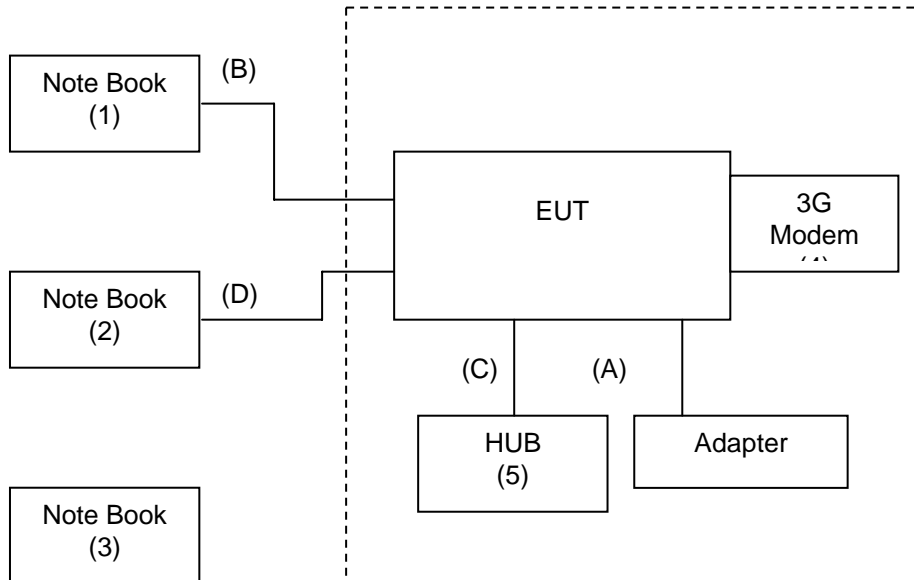 Note Book
(1)
(B)
EUT
3G
Modem
Note Book
(2)
(D)
(C)
(A)
HUB
(5)
Adapter
Note Book
(3)